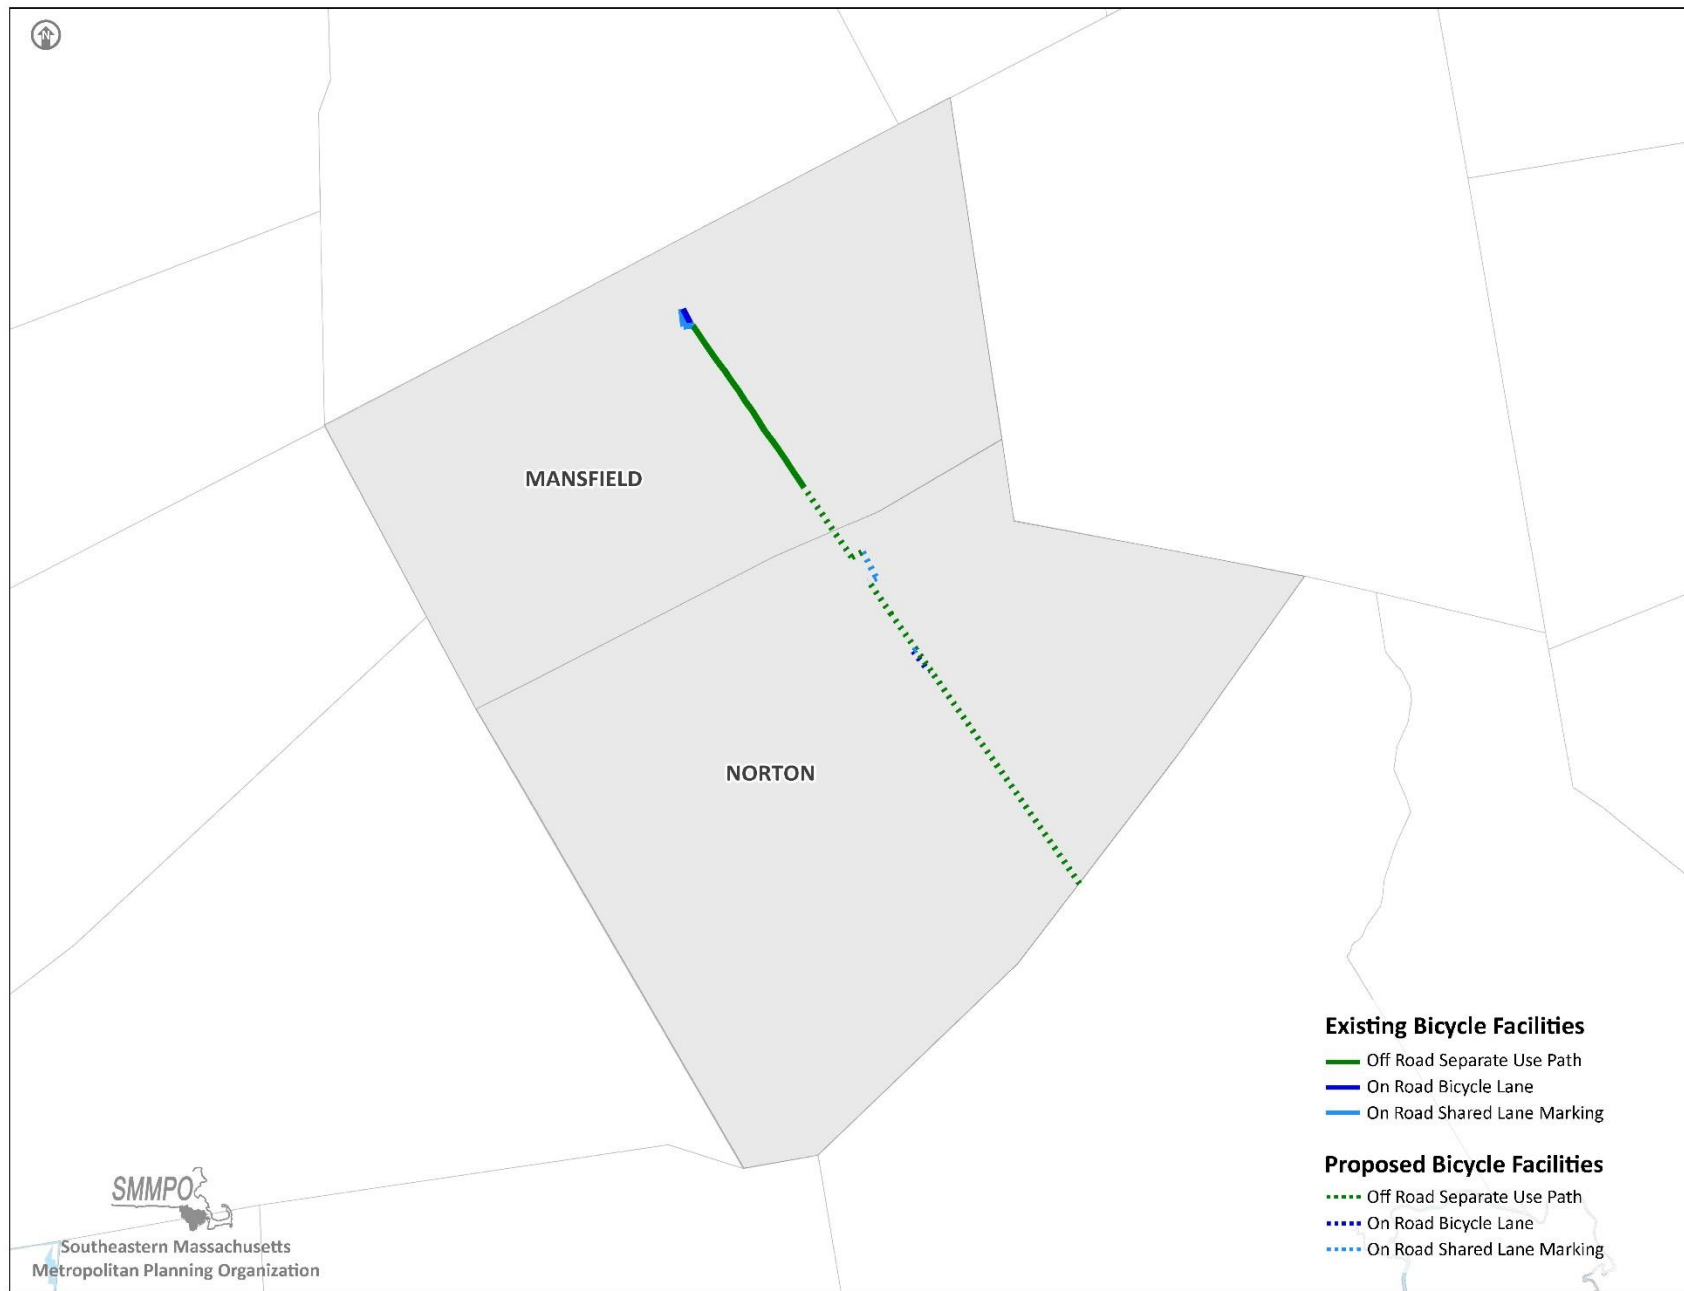 N
MANSFIELD
NORTON
Existing Bicycle Facilities
Off Road Separate Use Path
On Road Bicycle Lane
On Road Shared Lane Marking
Proposed Bicycle Facilities
Off Road Separate Use Path
On Road Bicycle Lane
On Road Shared Lane Marking
SMMPO
Southeastern Massachusetts
Metropolitan Planning Organization